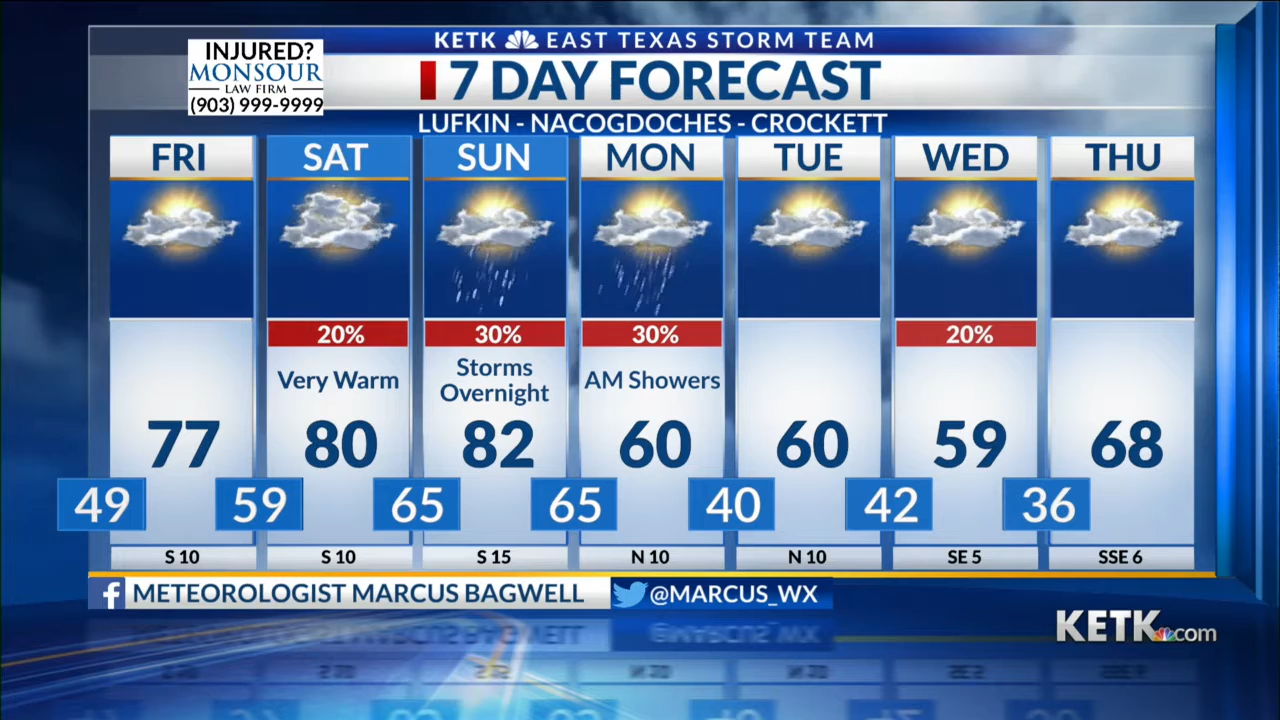 INJURED?
MONSOUR
LAW FIRM
(903) 999-9999
KETK EAST TEXAS STORM TEAM
7 DAY FORECAST
LUFKIN - NACOGDOCHES - CROCKETT
FRI SAT SUN MON TUE WED THU
20% 30% 30% 20%
Very Warm
Storms
Overnight
AM Showers
77 80 82 60 60 59 68
49 59 65 65 40 42 36
S 10 S 10 S 15 N 10 N 10 SE 5 SSE 6
f METEOROLOGIST MARCUS BAGWELL @MARCUS_WX
KETK.com